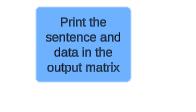 Print the
sentence and
data in the
output matrix